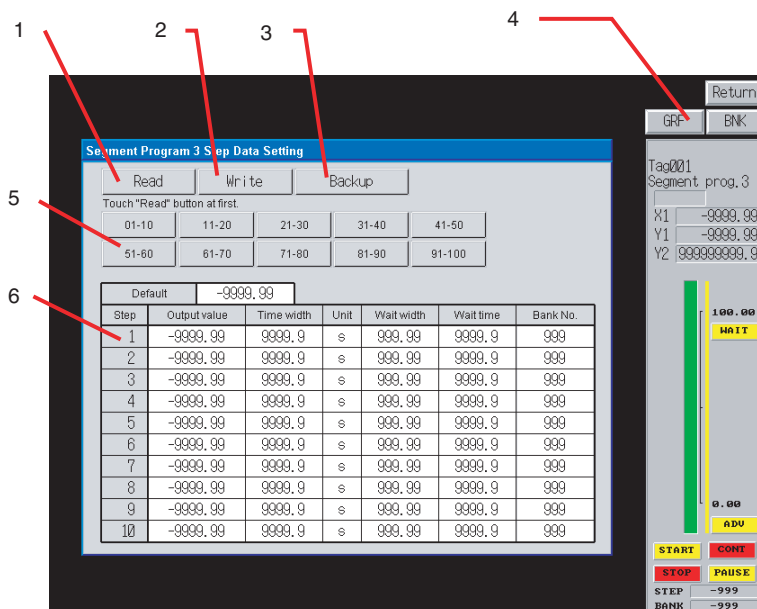 1
2
3
4
Return
GRF BNK
Segment Program 3 Step Data Setting
Read Write Backup
Touch "Read" button at first.
5
01-10 11-20 21-30 31-40 41-50
51-60 61-70 71-80 81-90 91-100
6
Default -9999.99
Step Output value Time width Unit Wait width Wait time Bank No.
1 -9999.99 9999.9 s 999.99 9999.9 999
2 -9999.99 9999.9 s 999.99 9999.9 999
3 -9999.99 9999.9 s 999.99 9999.9 999
4 -9999.99 9999.9 s 999.99 9999.9 999
5 -9999.99 9999.9 s 999.99 9999.9 999
6 -9999.99 9999.9 s 999.99 9999.9 999
7 -9999.99 9999.9 s 999.99 9999.9 999
8 -9999.99 9999.9 s 999.99 9999.9 999
9 -9999.99 9999.9 s 999.99 9999.9 999
10 -9999.99 9999.9 s 999.99 9999.9 999
Tag001
Segment prog.3
X1 -9999.99
Y1 -9999.99
Y2 999999999.9
100.00
WAIT
0.00
ADV
START CONT
STOP PAUSE
STEP -999
BANK -999